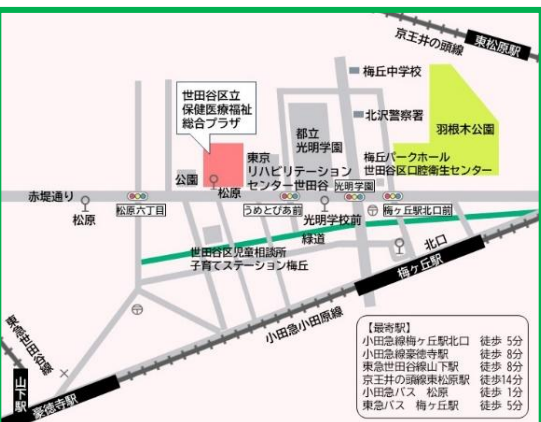 京王井の頭線
東松原駅
梅丘中学校
世田谷区立
保健医療福祉
総合プラザ
北沢警察署
羽根木公園
都立
光明学園
東京
リハビリテーション
センター世田谷
梅丘パークホール
世田谷区口腔衛生センター
公園
松原
光明学園
赤堤通り
松原
松原六丁目
うめとぴあ前
光明学校前
梅ヶ丘駅北口前
緑道
北口
世田谷区児童相談所
子育てステーション梅丘
梅ヶ丘駅
小田急小田原線
東急世田谷線
山下駅
豪徳寺駅
【最寄駅】
小田急線梅ヶ丘駅北口 徒歩 5分
小田急線豪徳寺駅 徒歩 8分
東急世田谷線山下駅 徒歩 8分
京王井の頭線東松原駅 徒歩14分
小田急バス 松原 徒歩 1分
東急バス 梅ヶ丘駅 徒歩 5分